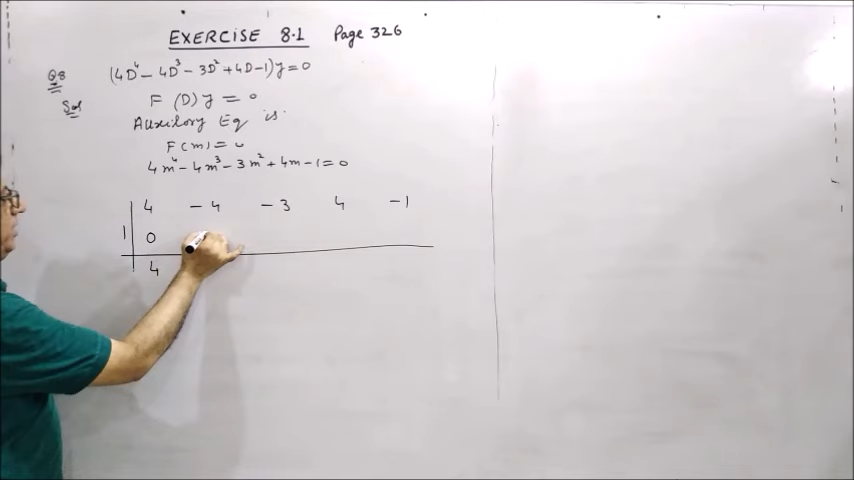 EXERCISE 8.1 Page 326
Q8 (4D⁴ - 4D³ - 3D² + 4D - 1)y = 0
Sol F(D)y = 0
Auxilory Eq is
F(m) = 0
4m⁴ - 4m³ - 3m² + 4m - 1 = 0
4 -4 -3 4 -1
1 0
4